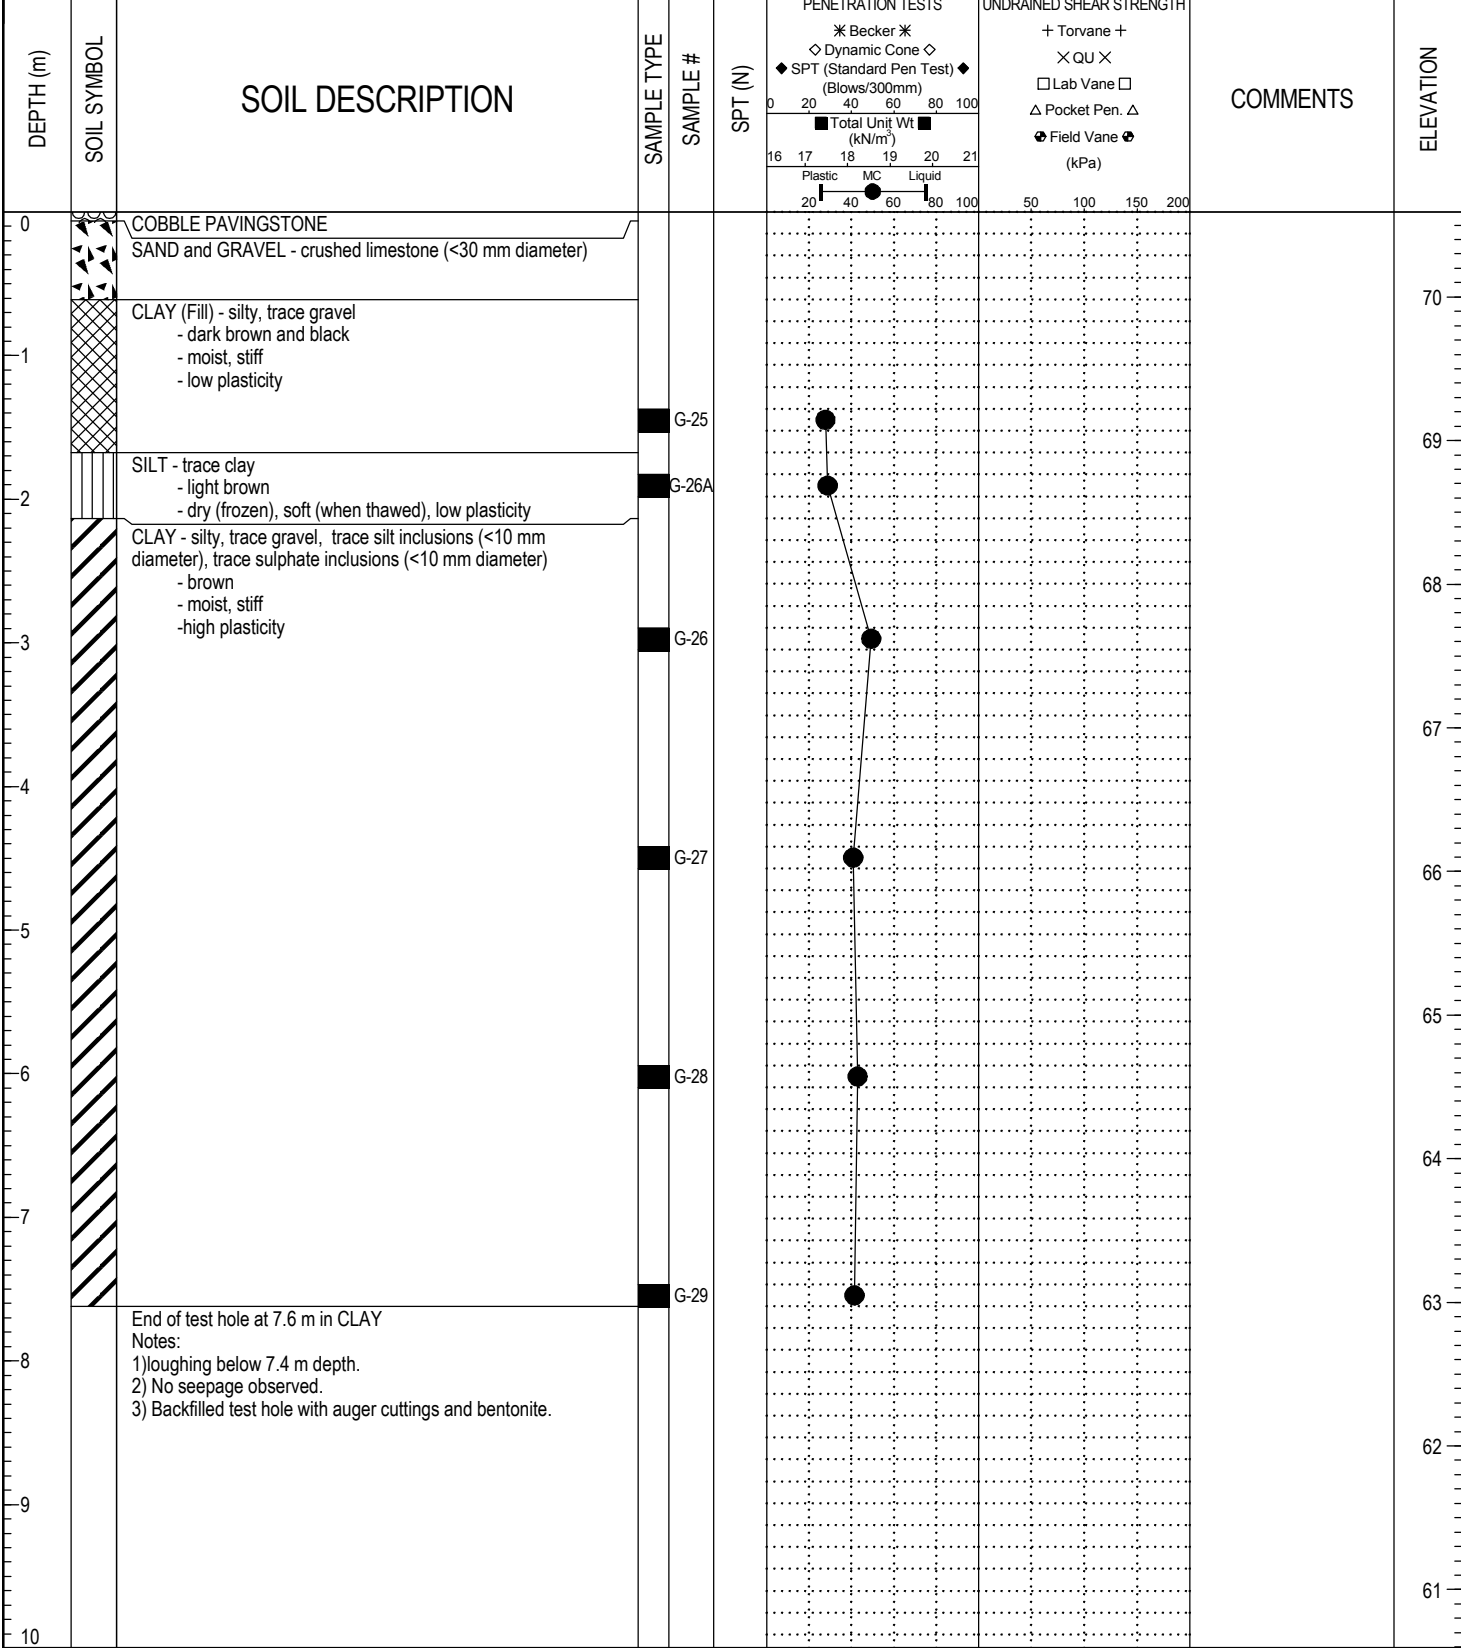 DEPTH (m)
SOIL SYMBOL
SOIL DESCRIPTION
SAMPLE TYPE
SAMPLE #
SPT (N)
PENETRATION TESTS
Becker
Dynamic Cone
SPT (Standard Pen Test)
(Blows/300mm)
0 20 40 60 80 100
Total Unit Wt
(kN/m³)
16 17 18 19 20 21
Plastic MC Liquid
20 40 60 80 100
UNDRAINED SHEAR STRENGTH
+ Torvane +
× QU ×
□ Lab Vane □
△ Pocket Pen. △
Field Vane
(kPa)
50 100 150 200
COMMENTS
ELEVATION
0
COBBLE PAVINGSTONE
SAND and GRAVEL - crushed limestone (<30 mm diameter)
70
CLAY (Fill) - silty, trace gravel
- dark brown and black
1
- moist, stiff
- low plasticity
G-25
69
SILT - trace clay
- light brown
G-26A
2
- dry (frozen), soft (when thawed), low plasticity
CLAY - silty, trace gravel, trace silt inclusions (<10 mm
diameter), trace sulphate inclusions (<10 mm diameter)
- brown
68
- moist, stiff
-high plasticity
3
G-26
67
4
G-27
66
5
65
6
G-28
64
7
G-29
63
End of test hole at 7.6 m in CLAY
Notes:
8
1)loughing below 7.4 m depth.
2) No seepage observed.
3) Backfilled test hole with auger cuttings and bentonite.
62
9
61
10